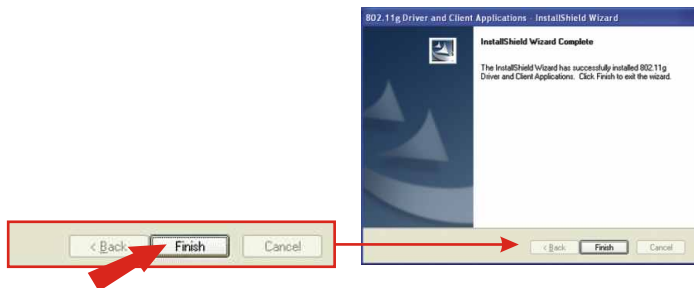 802.11g Driver and Client Applications - InstallShield Wizard
InstallShield Wizard Complete
The InstallShield Wizard has successfully installed 802.11g
Driver and Client Applications. Click Finish to exit the wizard.
< Back Finish Cancel
< Back Finish Cancel